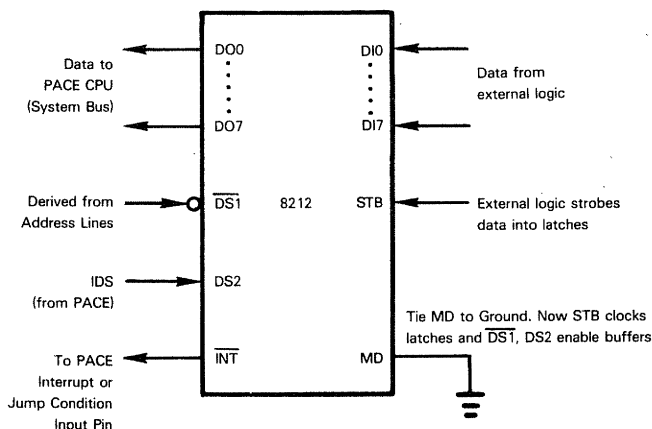 Data to
PACE CPU
(System Bus)
DO0
DO7
DI0
DI7
Data from
external logic
Derived from
Address Lines
DS1
8212
STB
External logic strobes
data into latches
IDS
(from PACE)
DS2
Tie MD to Ground. Now STB clocks
latches and DS1, DS2 enable buffers
To PACE
Interrupt or
Jump Condition
Input Pin
INT
MD